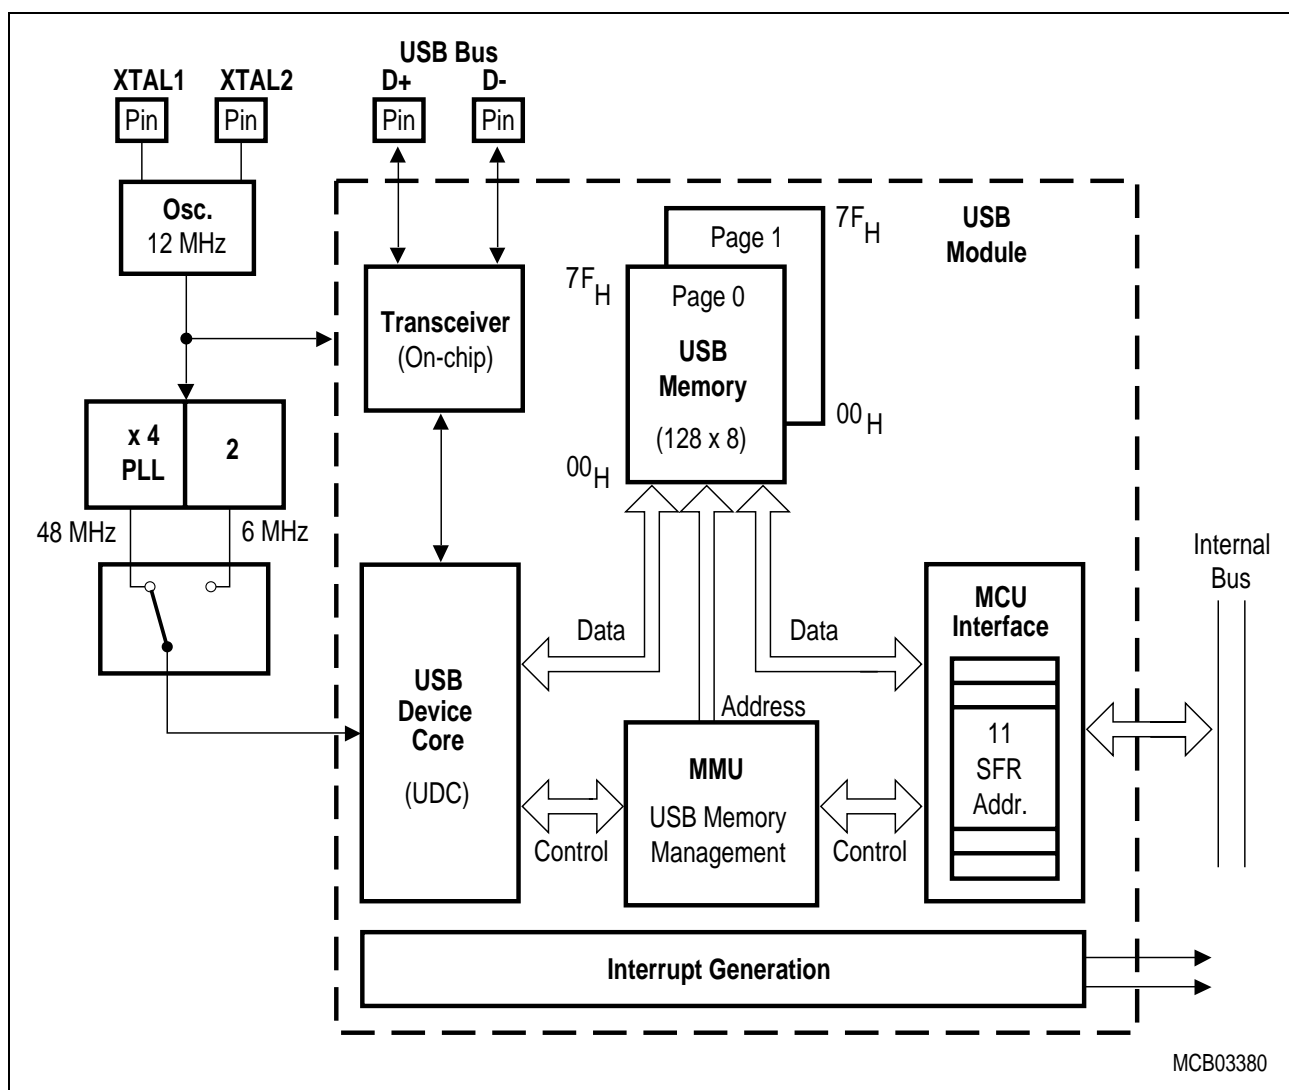 USB Bus
XTAL1 XTAL2 D+ D-
Pin Pin Pin Pin
Osc.
12 MHz
Page 1
7FH
USB
Module
7FH
Page 0
Transceiver
(On-chip)
USB
Memory
(128 x 8)
00H
00H
x 4
PLL
2
48 MHz
6 MHz
Internal
Bus
MCU
Interface
Data
Data
USB
Device
Core
(UDC)
Address
MMU
USB Memory
Management
11
SFR
Addr.
Control
Control
Interrupt Generation
MCB03380